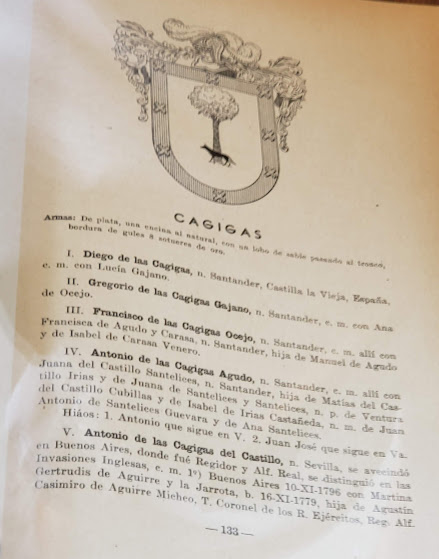 CAGIGAS
Armas: De plata, una encina al natural, con un lobo de sable pasando al tronco,
bordura de gules 8 sotueres de oro.
I. Diego de las Cagigas, n. Santander, Castilla la Vieja, España,
c. m. con Lucía Gajano.
II. Gregorio de las Cagigas Gajano, n. Santander, c. m. con Ana
de Ocejo.
III. Francisco de las Cagigas Ocejo, n. Santander, c. m. allí con
Francisca de Agudo y Carasa, n. Santander, hija de Manuel de Agudo
y de Isabel de Carasa Venero.
IV. Antonio de las Cagigas Agudo, n. Santander, c. m. allí con
Juana del Castillo Santelices, n. Santander, hija de Matías del Cas-
tillo Irias y de Juana de Santelices y Santelices, n. p. de Ventura
del Castillo Cubillas y de Isabel de Irias Castañeda, n. m. de Juan
Antonio de Santelices Guevara y de Ana Santelices.
Hiáos: 1. Antonio que sigue en V. 2. Juan José que sigue en Va.
V. Antonio de las Cagigas del Castillo, n. Sevilla, se avecindó
en Buenos Aires, donde fué Regidor y Alf. Real, se distinguió en las
Invasiones Inglesas, c. m. 1º) Buenos Aires 10-XI-1796 con Martina
Gertrudis de Aguirre y la Jarrota, b. 16-XI-1779, hija de Agustín
Casimiro de Aguirre Micheo, T. Coronel de los R. Ejércitos, Reg. Alf.
— 133 —